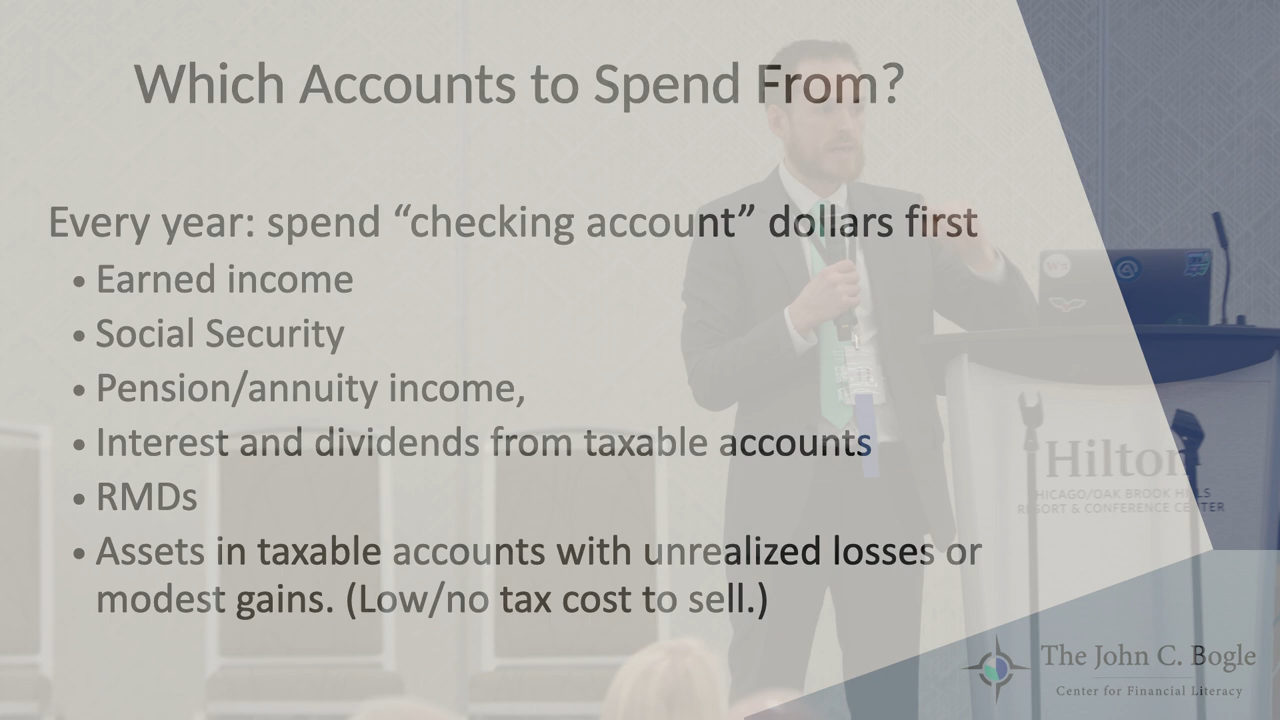 Which Accounts to Spend From?
Every year: spend “checking account” dollars first
• Earned income
• Social Security
• Pension/annuity income,
• Interest and dividends from taxable accounts
• RMDs
• Assets in taxable accounts with unrealized losses or
modest gains. (Low/no tax cost to sell.)
Hilton
CHICAGO/OAK BROOK HILLS
RESORT & CONFERENCE CENTER
The John C. Bogle
Center for Financial Literacy